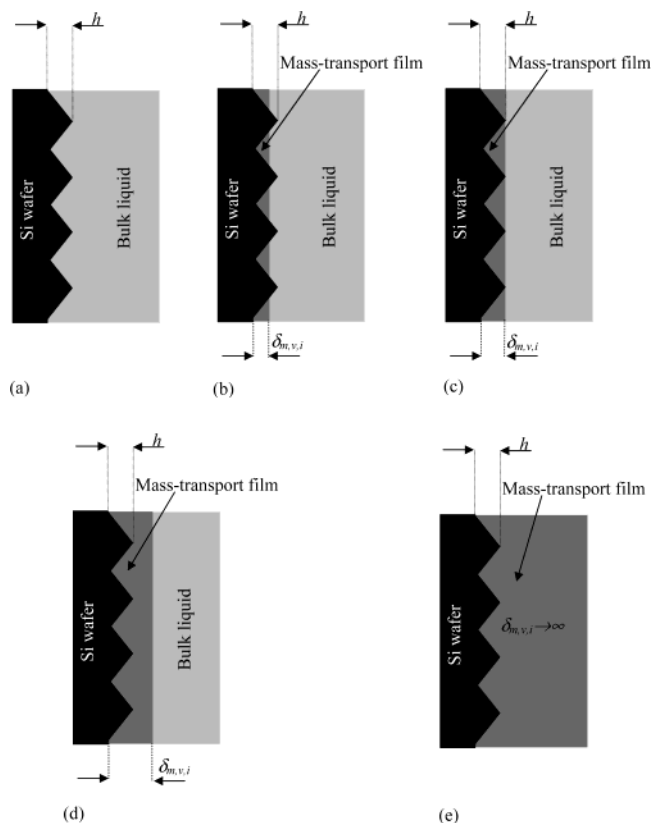 h
Si wafer
Bulk liquid
(a)
h
Mass-transport film
Si wafer
Bulk liquid
δm,v,i
(b)
h
Mass-transport film
Si wafer
Bulk liquid
δm,v,i
(c)
h
Mass-transport film
Si wafer
Bulk liquid
δm,v,i
(d)
h
Mass-transport film
Si wafer
δm,v,i→∞
(e)